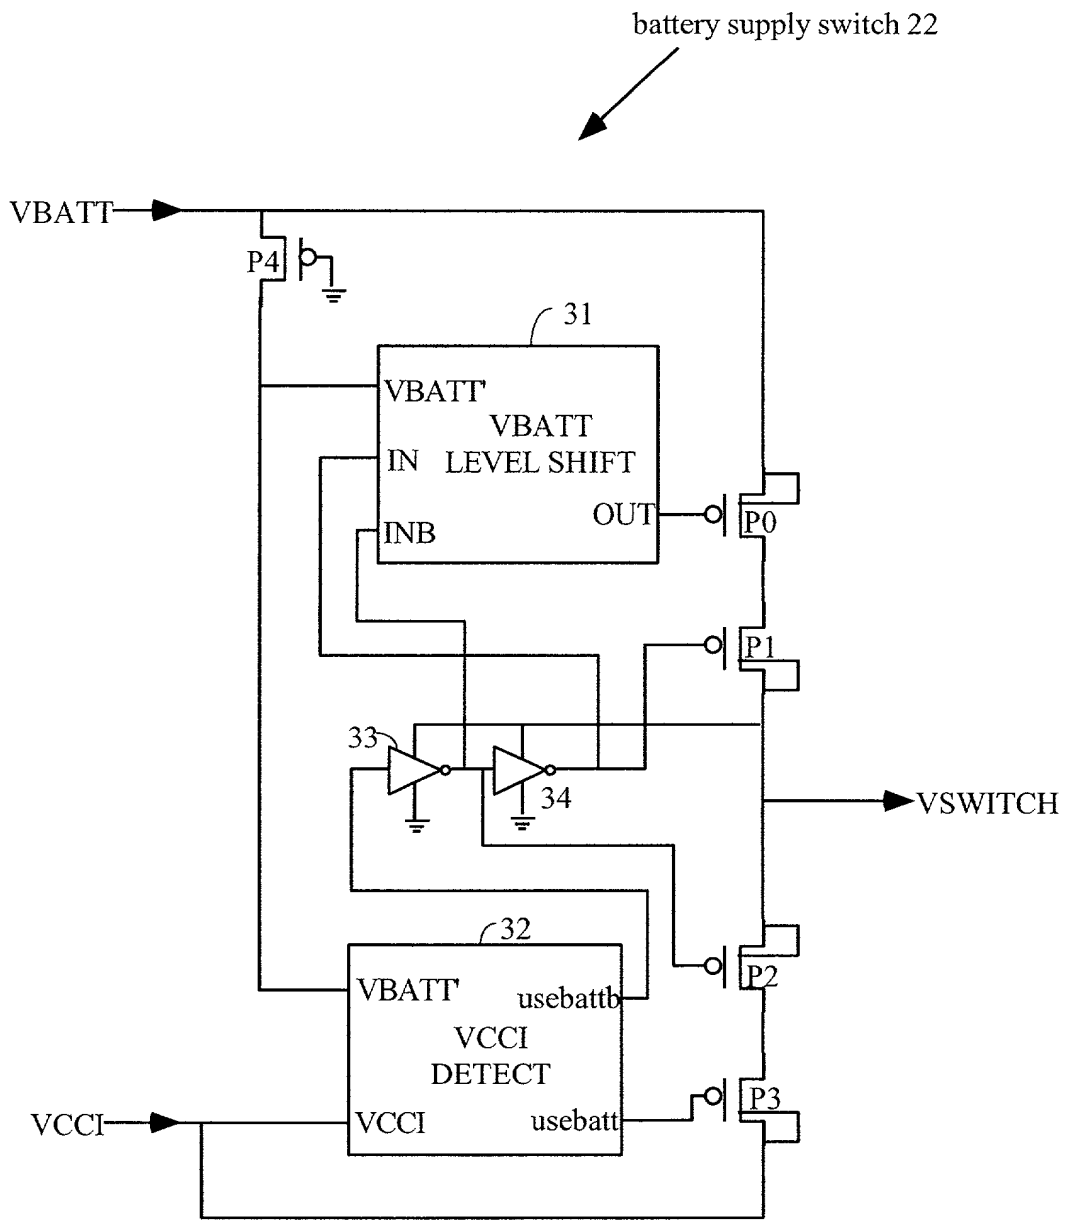 battery supply switch 22
VBATT
P4
31
VBATT'
VBATT
LEVEL SHIFT
IN
OUT
INB
P0
P1
33
34
VSWITCH
32
VBATT'
usebattb
P2
VCCI
DETECT
P3
VCCI
VCCI
usebatt